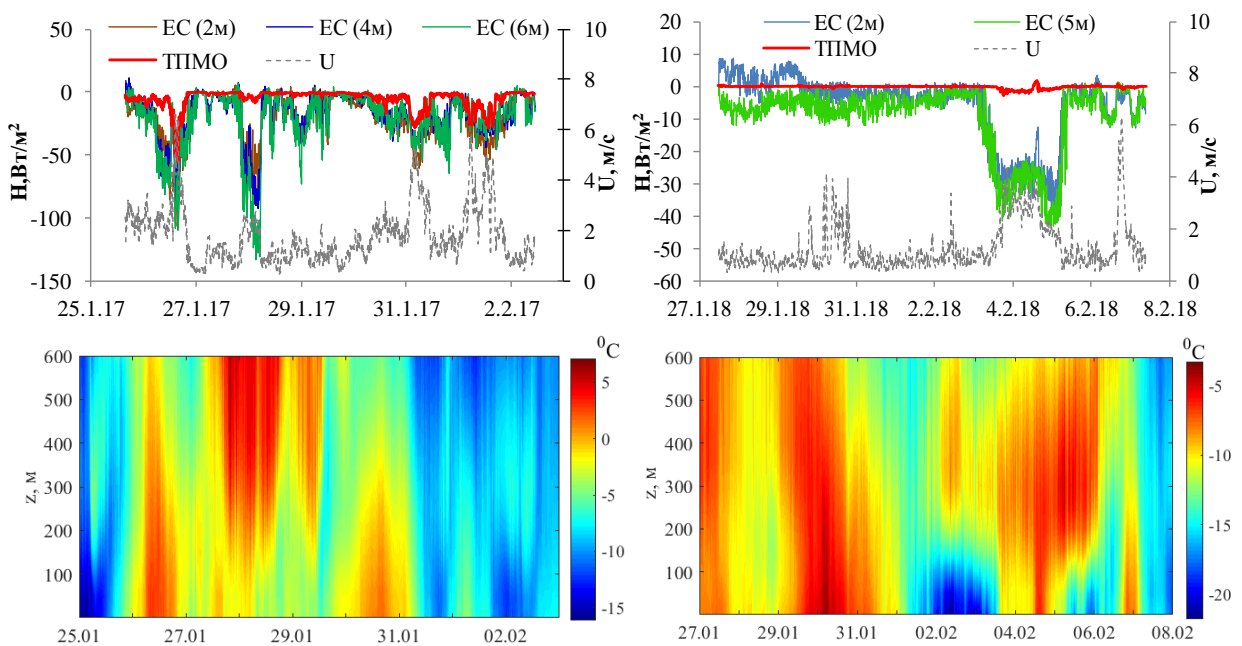 EC (2м) EC (4м) EC (6м)
ТПМО U
Н,Вт/м²
50
0
-50
-100
-150
10
8
6
4
2
0
U, м/с
25.1.17 27.1.17 29.1.17 31.1.17 2.2.17
EC (2м) EC (5м)
ТПМО U
Н,Вт/м²
20
10
0
-10
-20
-30
-40
-50
-60
10
8
6
4
2
0
U, м/с
27.1.18 29.1.18 31.1.18 2.2.18 4.2.18 6.2.18 8.2.18
z, м
600
500
400
300
200
100
25.01 27.01 29.01 31.01 02.02
⁰C
5
0
-5
-10
-15
z, м
600
500
400
300
200
100
27.01 29.01 31.01 02.02 04.02 06.02 08.02
⁰C
-5
-10
-15
-20